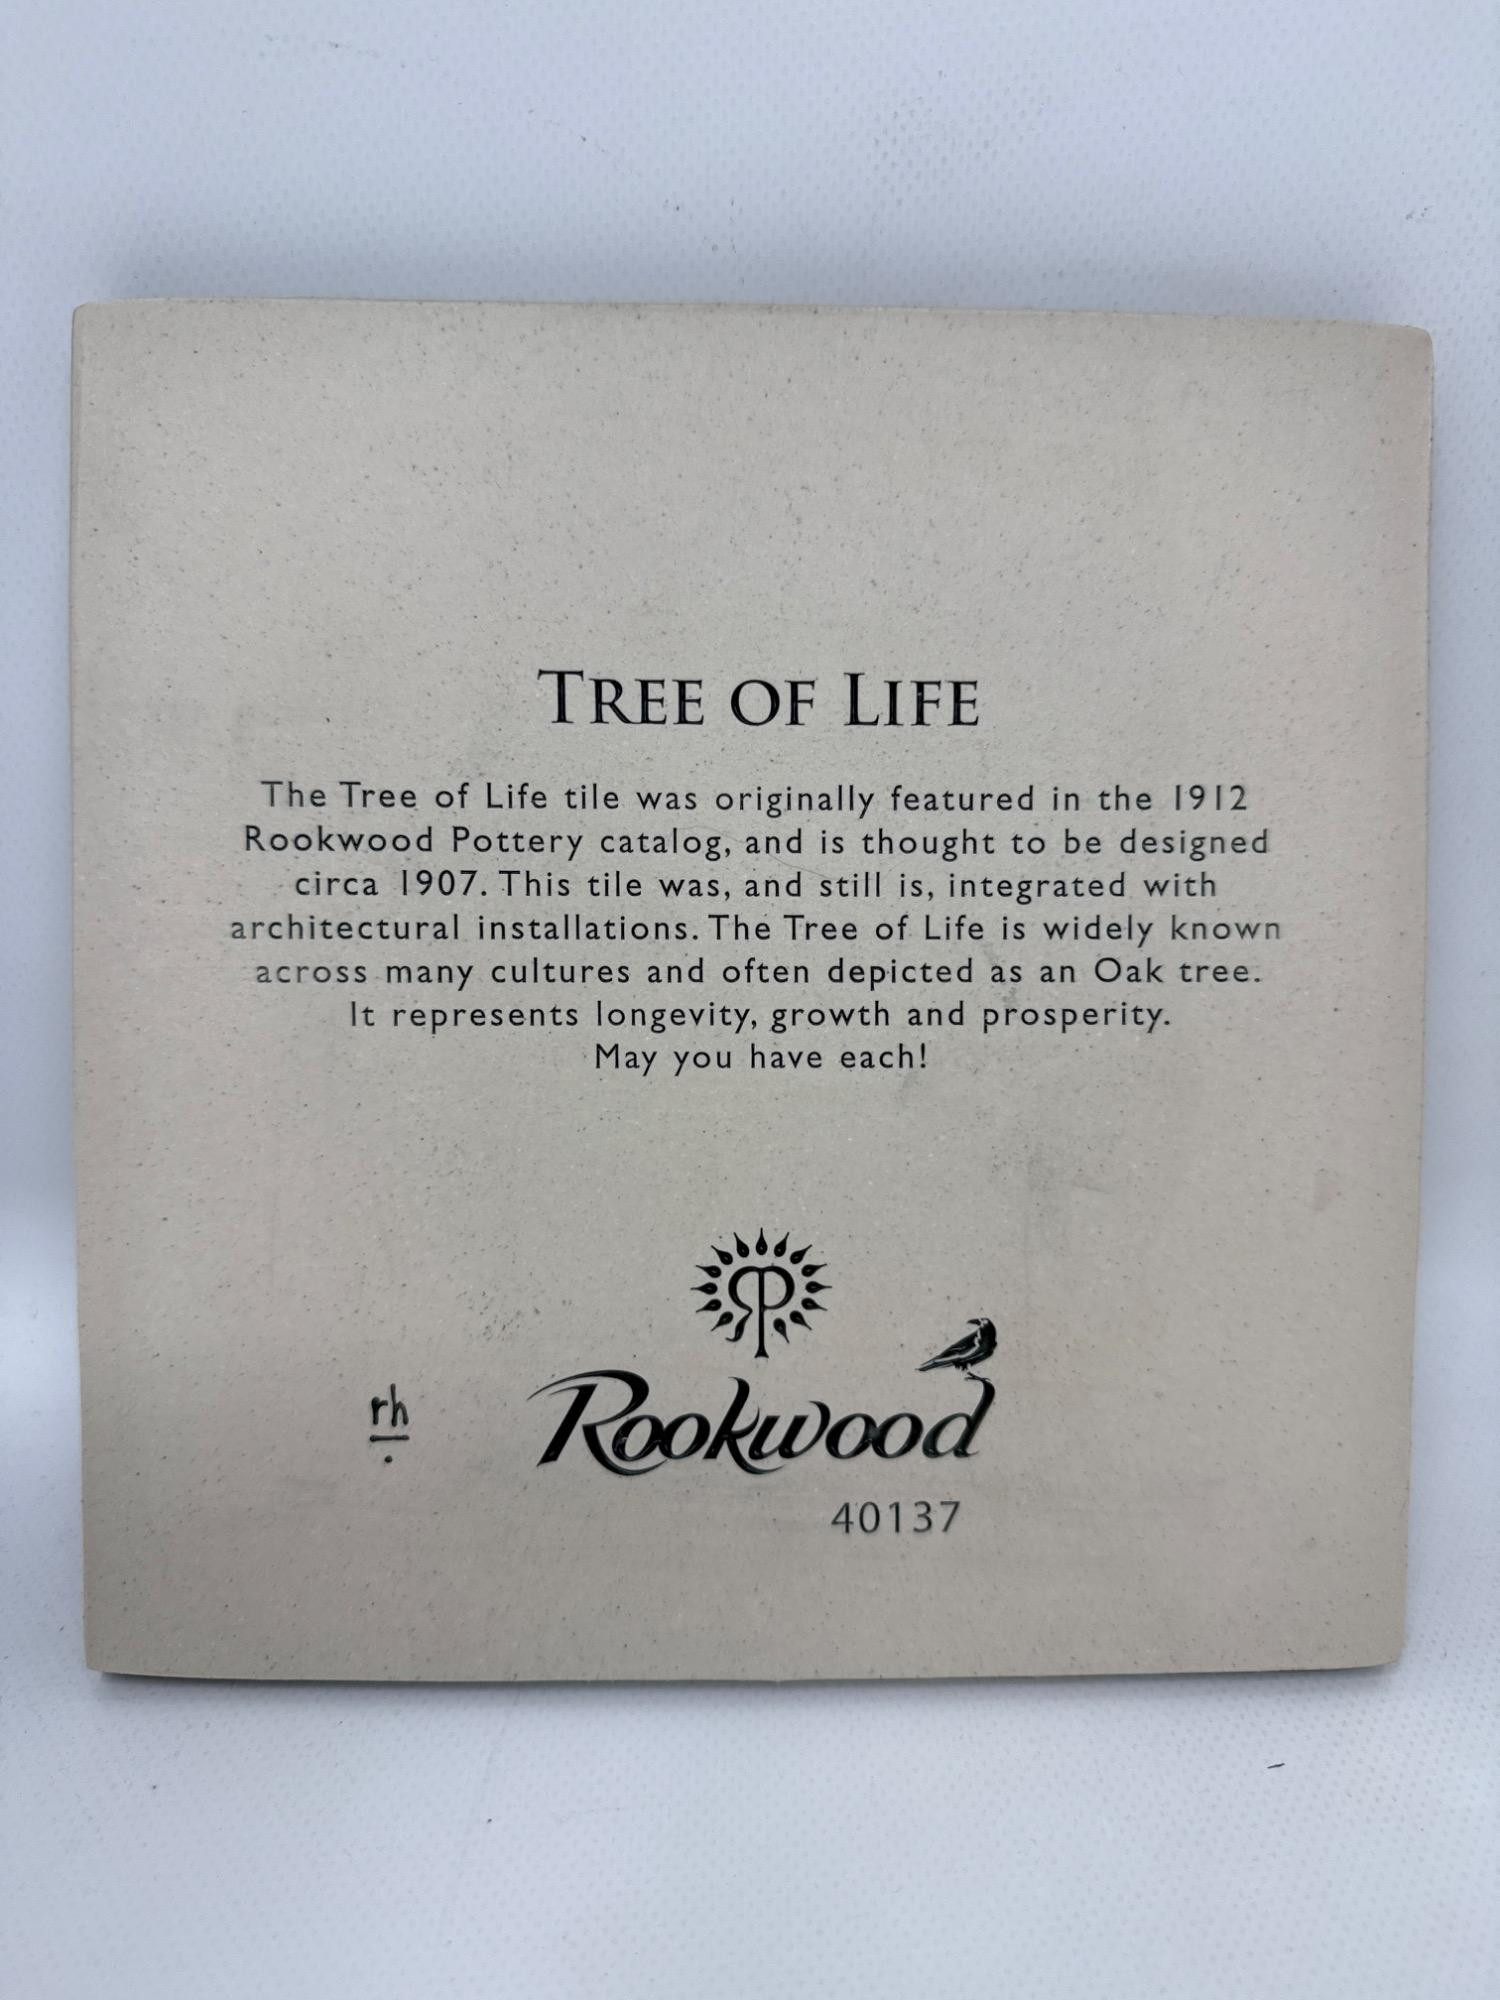 TREE OF LIFE
The Tree of Life tile was originally featured in the 1912
Rookwood Pottery catalog, and is thought to be designed
circa 1907. This tile was, and still is, integrated with
architectural installations. The Tree of Life is widely known
across many cultures and often depicted as an Oak tree.
It represents longevity, growth and prosperity.
May you have each!
RP
rh
Rookwood
40137